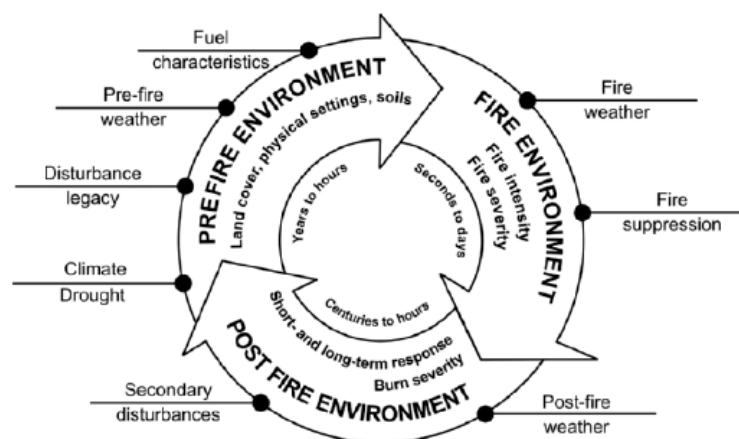 Fuel
characteristics
Pre-fire
weather
Disturbance
legacy
Climate
Drought
Secondary
disturbances
PREFIRE ENVIRONMENT
Land cover, physical settings, soils
Years to hours
FIRE ENVIRONMENT
Fire intensity
Fire severity
Seconds to days
Fire
weather
Fire
suppression
Centuries to hours
Short- and long-term response
Burn severity
POST FIRE ENVIRONMENT
Post-fire
weather